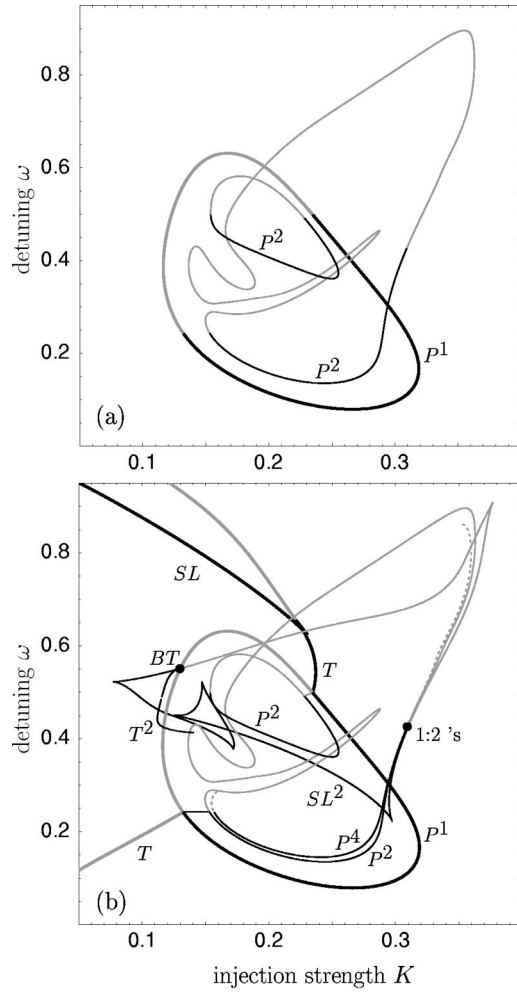 0.8
0.6
0.4
0.2
detuning ω
P²
P²
P¹
(a)
0.1 0.2 0.3
0.8
0.6
0.4
0.2
detuning ω
SL
BT
T
T²
P²
1:2 's
SL²
P⁴
P¹
P²
T
(b)
0.1 0.2 0.3
injection strength K